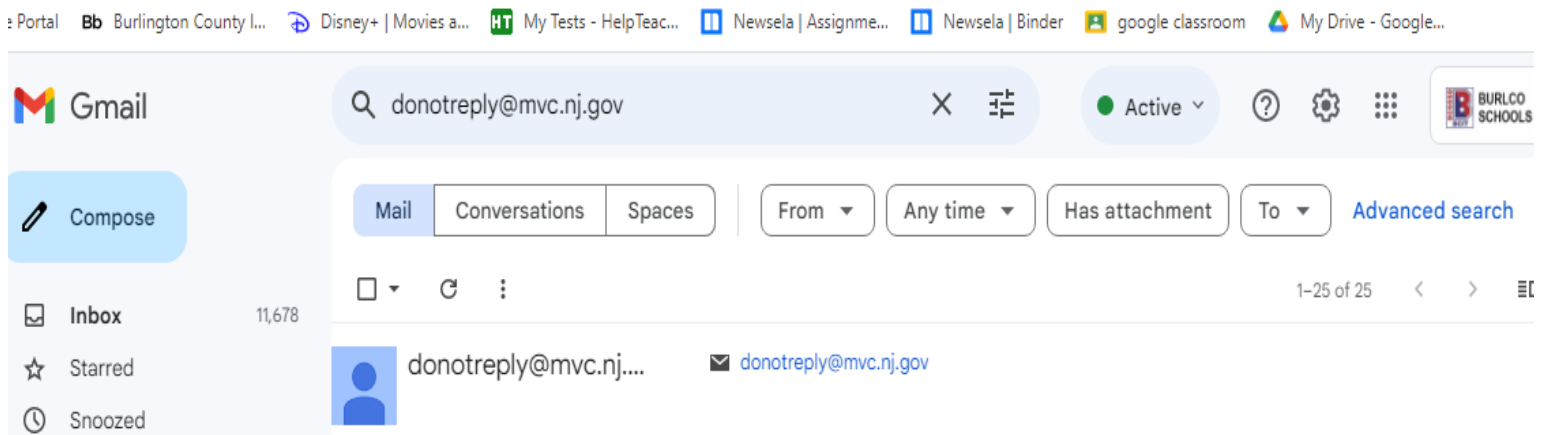 e Portal Bb Burlington County I... Disney+ | Movies a... HT My Tests - HelpTeac... Newsela | Assignme... Newsela | Binder google classroom My Drive - Google...
Gmail donotreply@mvc.nj.gov Active BURLCO
SCHOOLS
Compose Mail Conversations Spaces From Any time Has attachment To Advanced search
1–25 of 25
Inbox 11,678
donotreply@mvc.nj.... donotreply@mvc.nj.gov
Starred
Snoozed